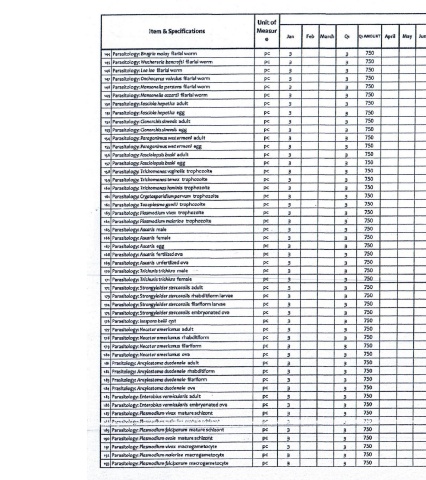 Item & Specifications Unit of Measure Jan Feb March Q1 Q1 AMOUNT April May
144 Parasitology: Brugia malay filarial worm pc 3 3 750
145 Parasitology: Wuchereria bancrofti filarial worm pc 3 3 750
146 Parasitology: Loa loa filarial worm pc 3 3 750
147 Parasitology: Onchocerca volvulus filarial worm pc 3 3 750
148 Parasitology: Mansonella perstans filarial worm pc 3 3 750
149 Parasitology: Mansonella ozzardi filarial worm pc 3 3 750
150 Parasitology: Fasciola hepatica adult pc 3 3 750
151 Parasitology: Fasciola hepatica egg pc 3 3 750
152 Parasitology: Clonorchis sinensis adult pc 3 3 750
153 Parasitology: Clonorchis sinensis egg pc 3 3 750
154 Parasitology: Paragonimus westermani adult pc 3 3 750
155 Parasitology: Paragonimus westermani egg pc 3 3 750
156 Parasitology: Fasciolopsis buski adult pc 3 3 750
157 Parasitology: Fasciolopsis buski egg pc 3 3 750
158 Parasitology: Trichomonas vaginalis trophozoite pc 3 3 750
159 Parasitology: Trichomonas tenax trophozoite pc 3 3 750
160 Parasitology: Trichomonas hominis trophozoite pc 3 3 750
161 Parasitology: Cryptosporidium parvum trophozoite pc 3 3 750
162 Parasitology: Toxoplasma gondii trophozoite pc 3 3 750
163 Parasitology: Plasmodium vivax trophozoite pc 3 3 750
164 Parasitology: Plasmodium malariae trophozoite pc 3 3 750
165 Parasitology: Ascaris male pc 3 3 750
166 Parasitology: Ascaris female pc 3 3 750
167 Parasitology: Ascaris egg pc 3 3 750
168 Parasitology: Ascaris fertilized ova pc 3 3 750
169 Parasitology: Ascaris unfertilized ova pc 3 3 750
170 Parasitology: Trichuris trichiura male pc 3 3 750
171 Parasitology: Trichuris trichiura female pc 3 3 750
172 Parasitology: Strongyloides stercoralis adult pc 3 3 750
173 Parasitology: Strongyloides stercoralis rhabditiform larvae pc 3 3 750
174 Parasitology: Strongyloides stercoralis filariform larvae pc 3 3 750
175 Parasitology: Strongyloides stercoralis embryonated ova pc 3 3 750
176 Parasitology: Isospora belli cyst pc 3 3 750
177 Parasitology: Necator americanus adult pc 3 3 750
178 Parasitology: Necator americanus rhabditiform pc 3 3 750
179 Parasitology: Necator americanus filariform pc 3 3 750
180 Parasitology: Necator americanus ova pc 3 3 750
181 Prasitology: Ancylostoma duodenale adult pc 3 3 750
182 Prasitology: Ancylostoma duodenale rhabditiform pc 3 3 750
183 Prasitology: Ancylostoma duodenale filariform pc 3 3 750
184 Prasitology: Ancylostoma duodenale ova pc 3 3 750
185 Parasitology: Enterobius vermicularis adult pc 3 3 750
186 Parasitology: Enterobius vermicularis embryonated ova pc 3 3 750
187 Parasitology: Plasmodium vivax mature schizont pc 3 3 750
189 Parasitology: Plasmodium falciparum mature schizont pc 3 3 750
190 Parasitology: Plasmodium ovale mature schizont pc 3 3 750
191 Parasitology: Plasmodium vivax macrogametocyte pc 3 3 750
192 Parasitology: Plasmodium malariae macrogametocyte pc 3 3 750
193 Parasitology: Plasmodium falciparum macrogametocyte pc 3 3 750